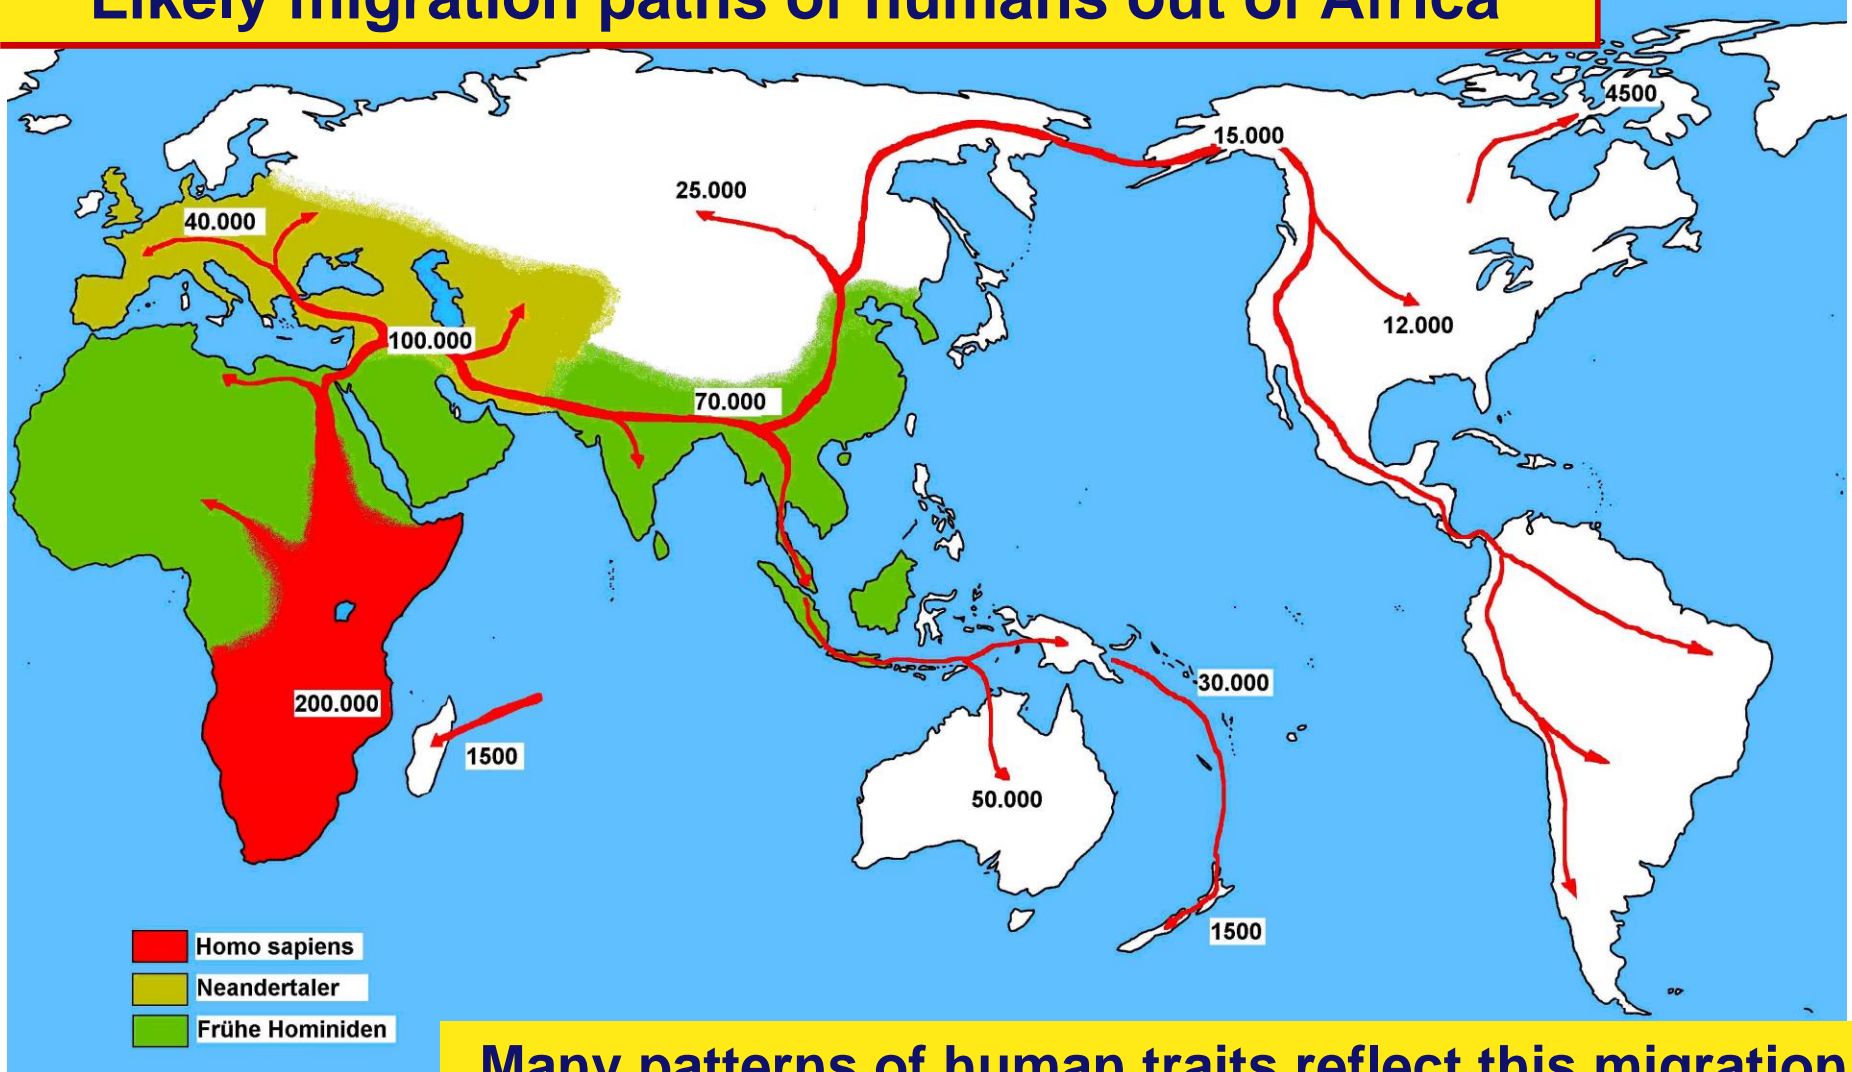 Likely migration paths of humans out of Africa
4500
15.000
25.000
40.000
12.000
100.000
70.000
30.000
200.000
1500
50.000
1500
Homo sapiens
Neandertaler
Frühe Hominiden
Many patterns of human traits reflect this migration